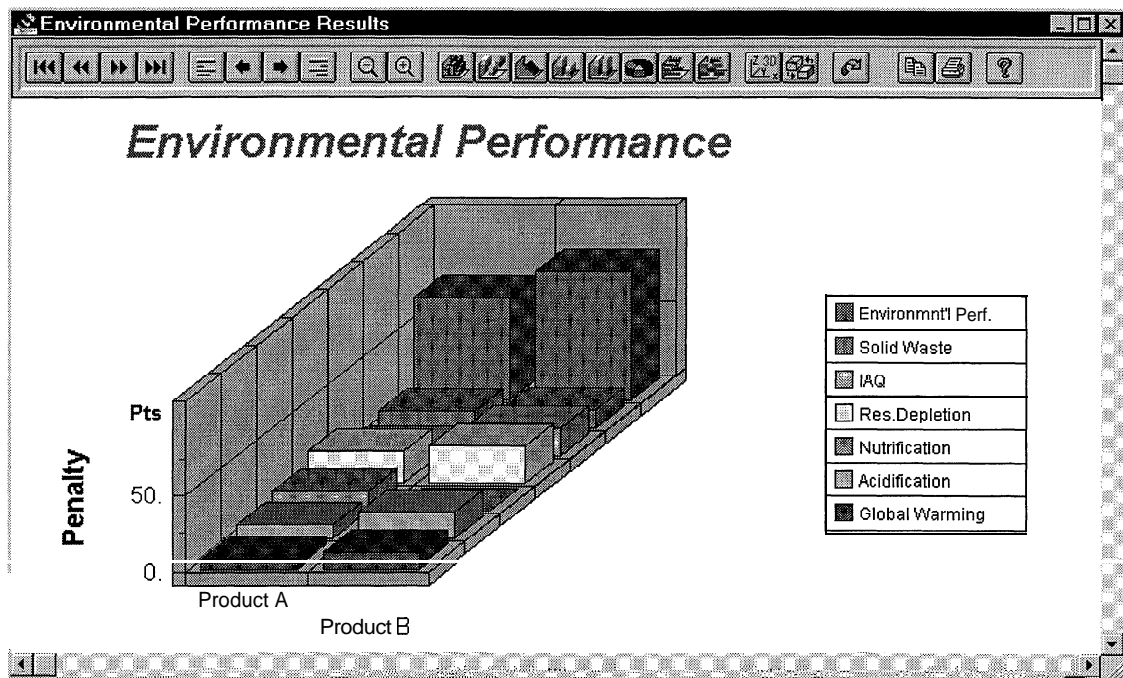 Environmental Performance Results
Environmental Performance
Pts
Penalty
50.
0.
Product A
Product B
Environmnt'l Perf.
Solid Waste
IAQ
Res.Depletion
Nutrification
Acidification
Global Warming